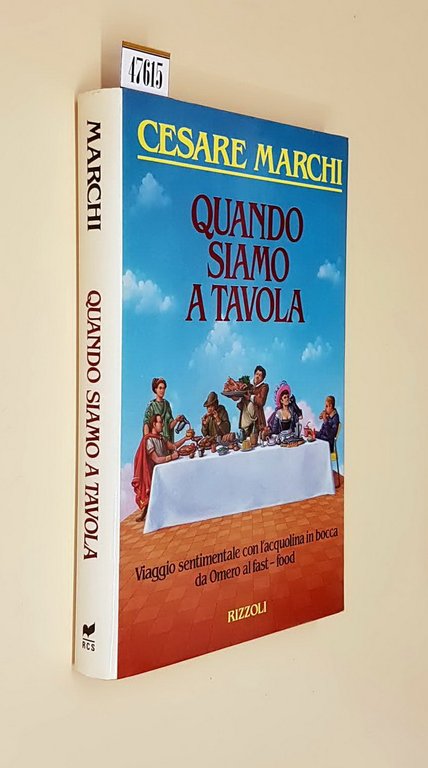 47615
MARCHI QUANDO SIAMO A TAVOLA
RCS
CESARE MARCHI
QUANDO
SIAMO
A TAVOLA
Viaggio sentimentale con l'acquolina in bocca
da Omero al fast-food
RIZZOLI